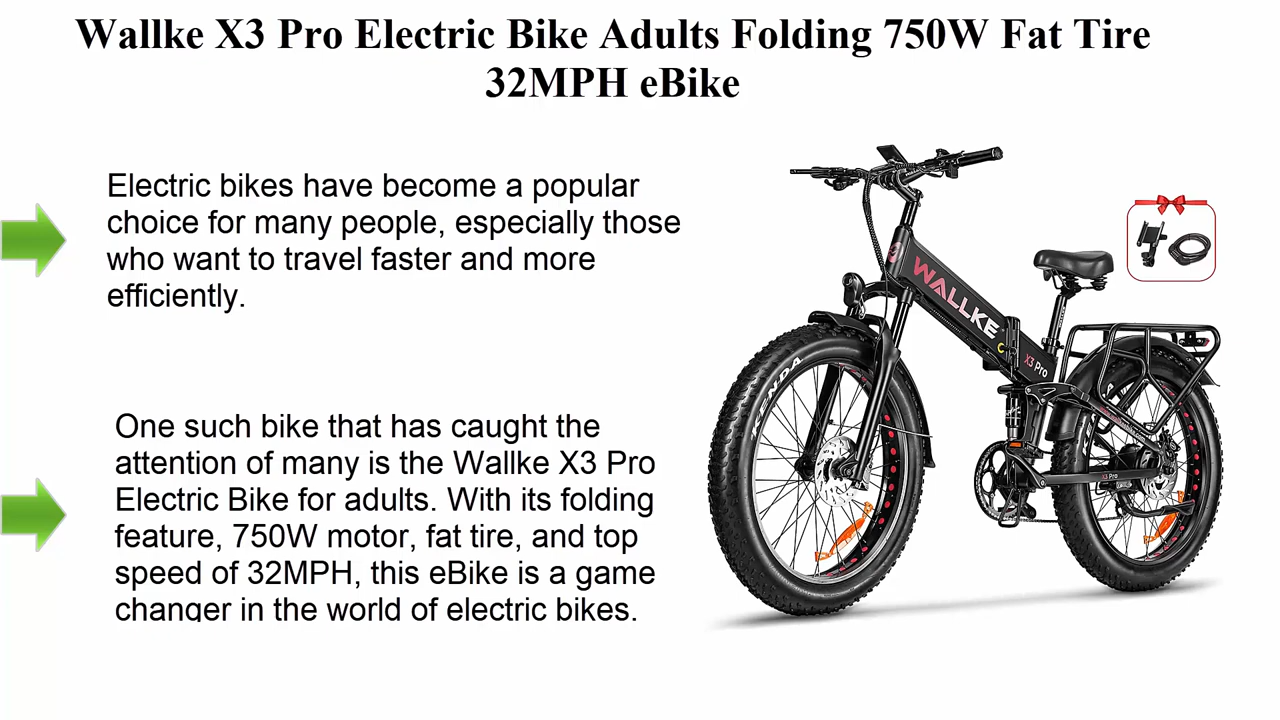 Wallke X3 Pro Electric Bike Adults Folding 750W Fat Tire
32MPH eBike
Electric bikes have become a popular
choice for many people, especially those
who want to travel faster and more
efficiently.
One such bike that has caught the
attention of many is the Wallke X3 Pro
Electric Bike for adults. With its folding
feature, 750W motor, fat tire, and top
speed of 32MPH, this eBike is a game
changer in the world of electric bikes.
WALLKE
X3 Pro
KENDA
X3 Pro